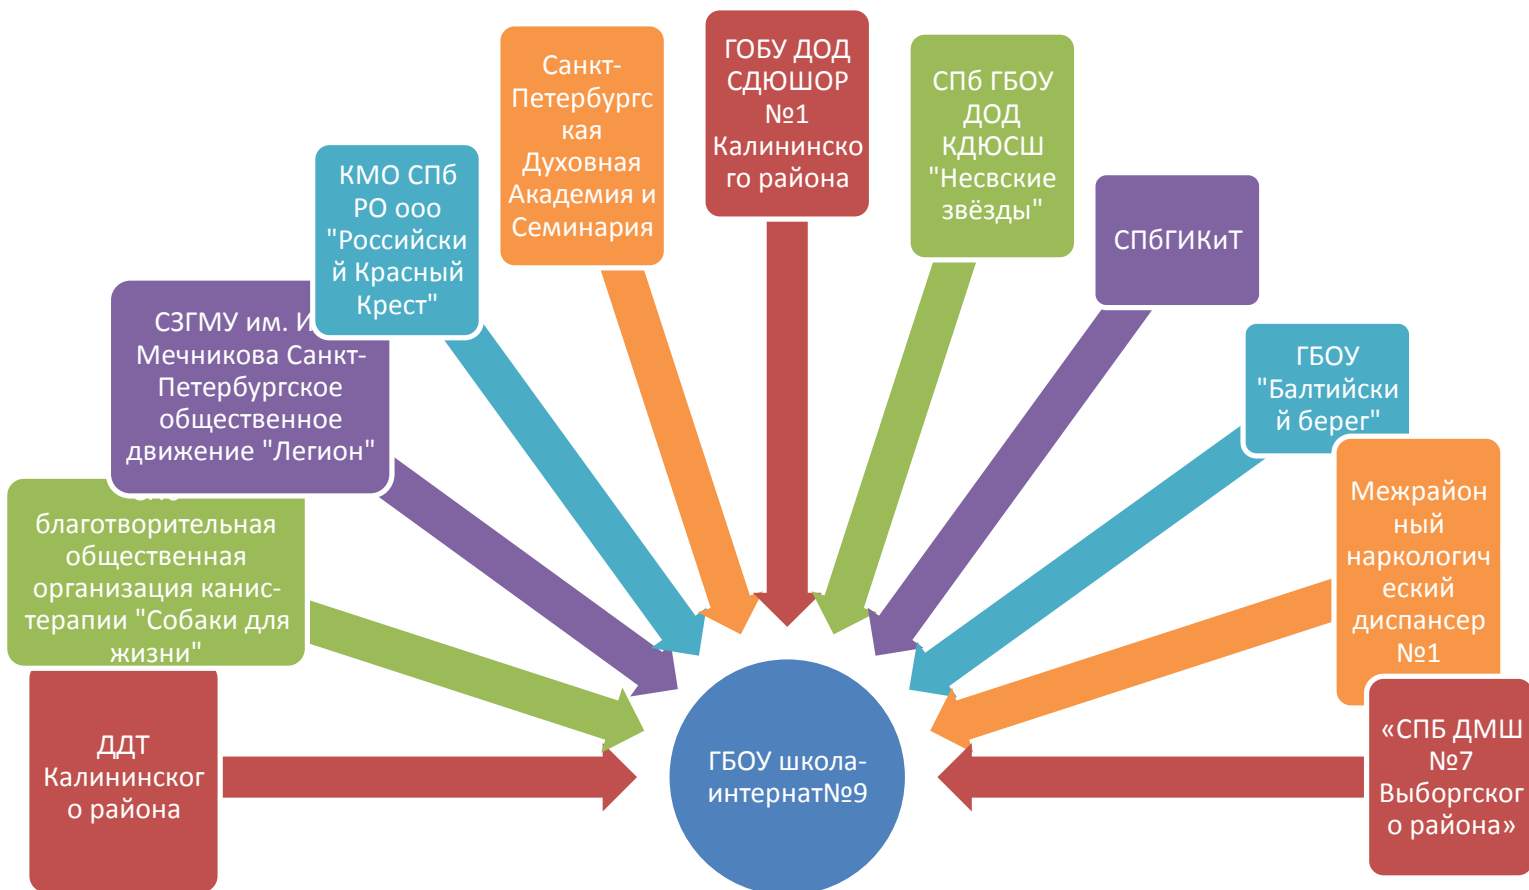 ДДТ
Калининског
о района
благотворительная
общественная
организация канис-
терапии "Собаки для
жизни"
СЗГМУ им. И
Мечникова Санкт-
Петербургское
общественное
движение "Легион"
КМО СПб
РО ооо
"Российски
й Красный
Крест"
Санкт-
Петербургс
кая
Духовная
Академия и
Семинария
ГОБУ ДОД
СДЮШОР
№1
Калининско
го района
СПб ГБОУ
ДОД
КДЮСШ
"Несвские
звёзды"
СПбГИКиТ
ГБОУ
"Балтийски
й берег"
Межрайон
ный
наркологич
еский
диспансер
№1
«СПБ ДМШ
№7
Выборгског
о района»
ГБОУ школа-
интернат№9